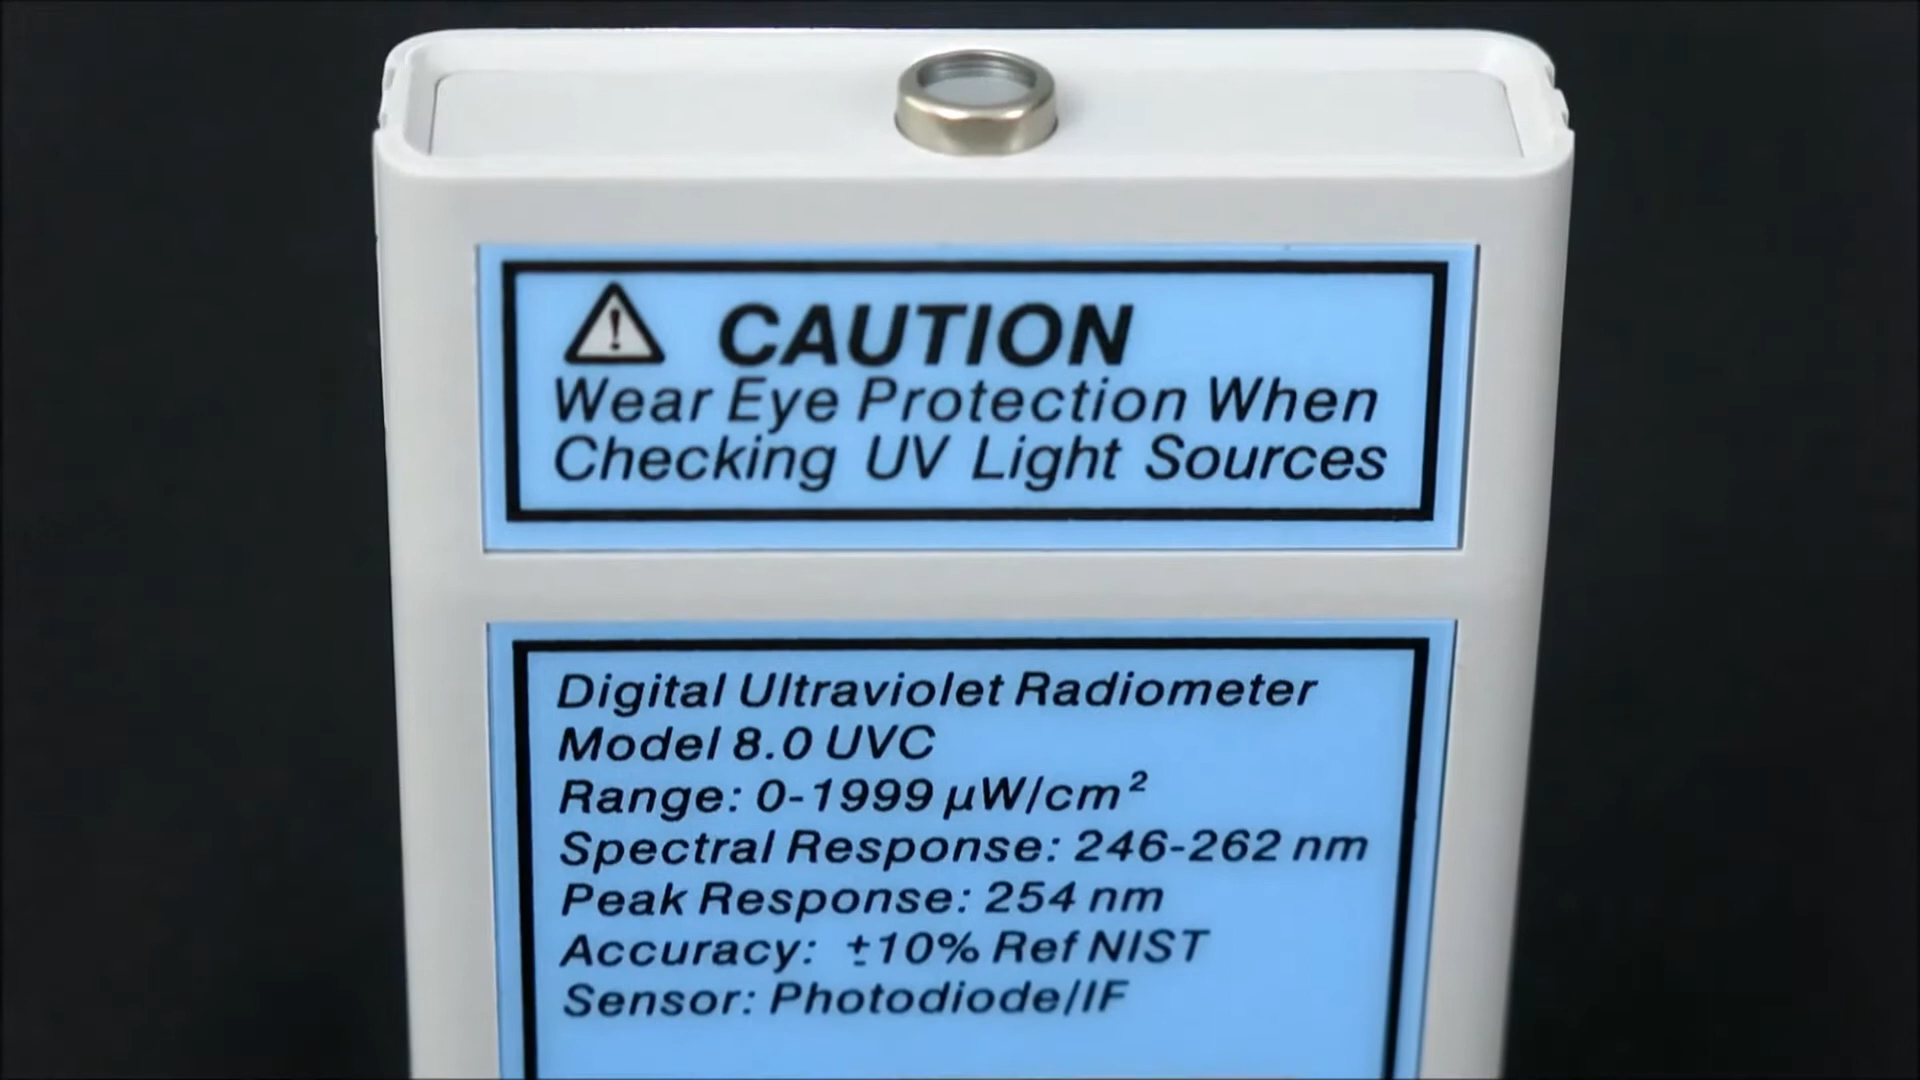 CAUTION
Wear Eye Protection When
Checking UV Light Sources
Digital Ultraviolet Radiometer
Model 8.0 UVC
Range: 0-1999 µW/cm²
Spectral Response: 246-262 nm
Peak Response: 254 nm
Accuracy: ±10% Ref NIST
Sensor: Photodiode/IF